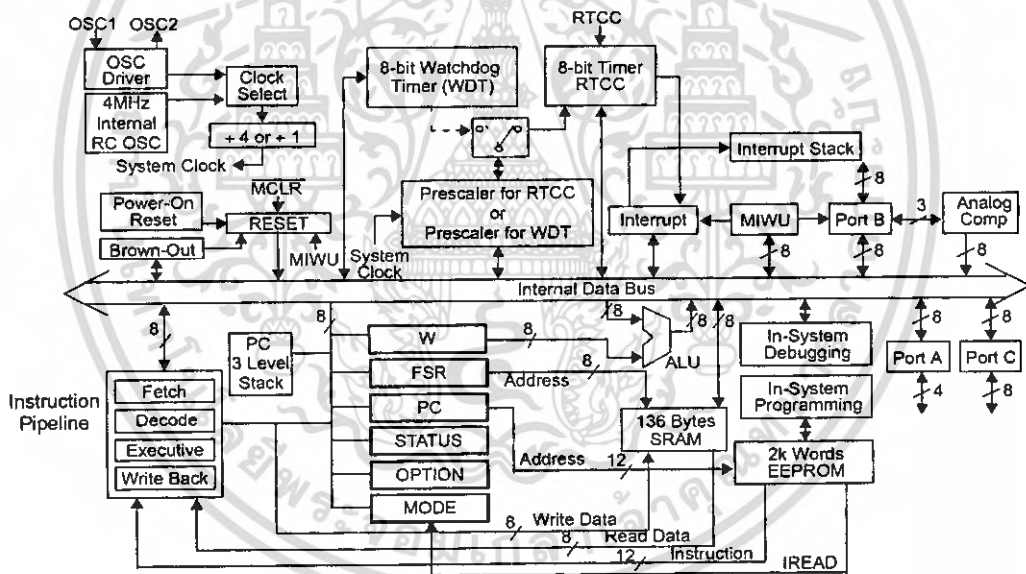 OSC1 OSC2
OSC
Driver
4MHz
Internal
RC OSC
Clock
Select
÷ 4 or ÷ 1
System Clock
8-bit Watchdog
Timer (WDT)
RTCC
8-bit Timer
RTCC
Prescaler for RTCC
or
Prescaler for WDT
System
Clock
Power-On
Reset
Brown-Out
MCLR
RESET
MIWU
Interrupt Stack
8
Interrupt
MIWU
8
Port B
8
3
Analog
Comp
8
Internal Data Bus
8
PC
3 Level
Stack
8
Instruction
Pipeline
Fetch
Decode
Executive
Write Back
W
FSR
PC
STATUS
OPTION
MODE
8
Address
8
Address
12
8
8
8
ALU
136 Bytes
SRAM
In-System
Debugging
In-System
Programming
2k Words
EEPROM
8
Port A
4
8
Port C
8
8
Write Data
8
Read Data
12
Instruction
IREAD